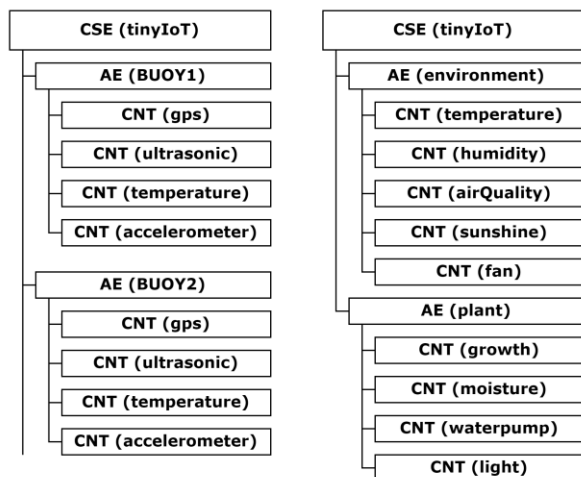 CSE (tinyIoT)
AE (BUOY1)
CNT (gps)
CNT (ultrasonic)
CNT (temperature)
CNT (accelerometer)
AE (BUOY2)
CNT (gps)
CNT (ultrasonic)
CNT (temperature)
CNT (accelerometer)
CSE (tinyIoT)
AE (environment)
CNT (temperature)
CNT (humidity)
CNT (airQuality)
CNT (sunshine)
CNT (fan)
AE (plant)
CNT (growth)
CNT (moisture)
CNT (waterpump)
CNT (light)